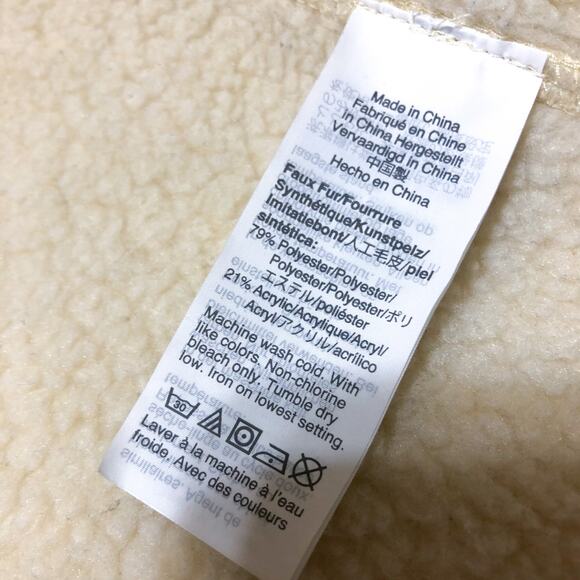 Made in China
Fabriqué en Chine
In China Hergestellt
Vervaardigd in China
中国製
Hecho en China
Faux Fur/Fourrure
Synthétique/Kunstpelz/
Imitatiebont/人工毛皮/piel
sintética:
79% Polyester/Polyester/
Polyester/Polyester/ポリ
エステル/poliéster
21% Acrylic/Acrylique/Acryl/
Acryl/アクリル/acrílico
Machine wash cold. With
like colors. Non-chlorine
bleach only. Tumble dry
low. Iron on lowest setting.
30
Laver à la machine à l'eau
froide. Avec des couleurs